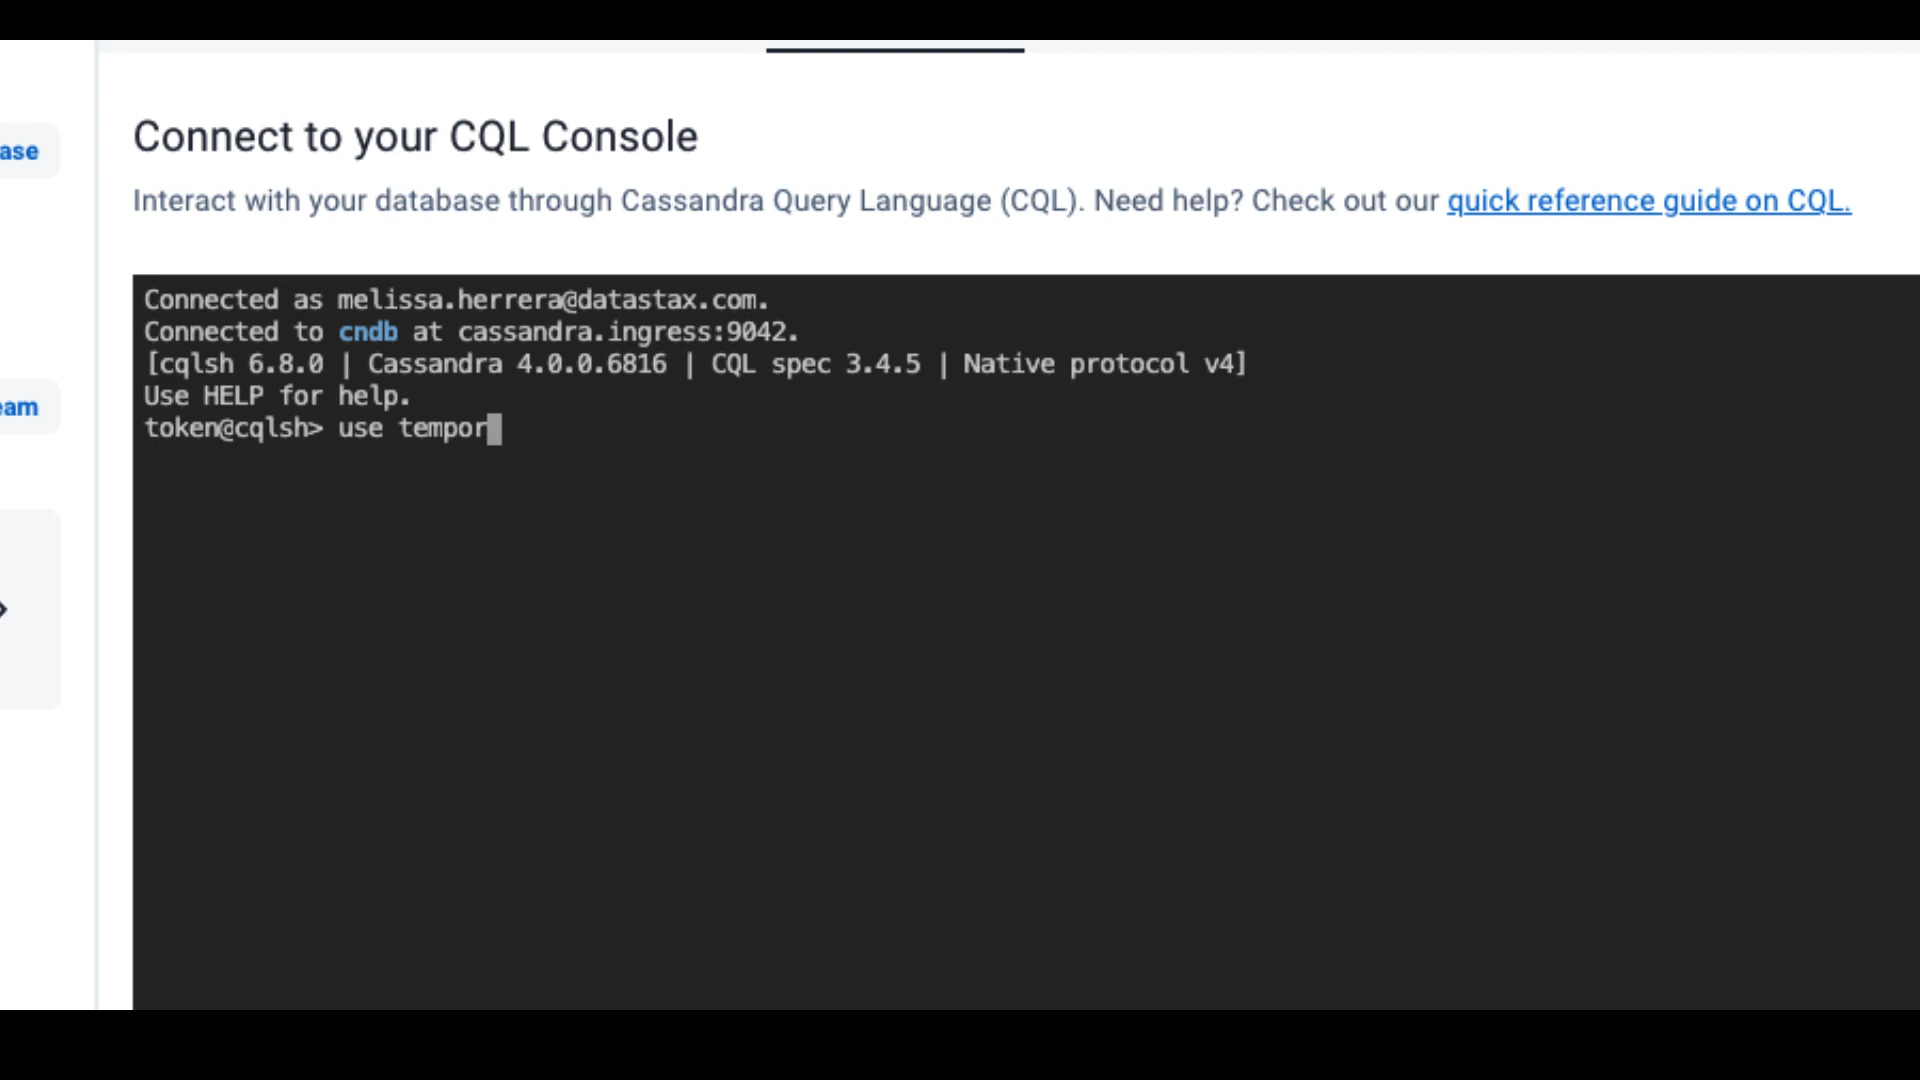 Connect to your CQL Console
ase
Interact with your database through Cassandra Query Language (CQL). Need help? Check out our quick reference guide on CQL.
Connected as melissa.herrera@datastax.com.
Connected to cndb at cassandra.ingress:9042.
[cqlsh 6.8.0 | Cassandra 4.0.0.6816 | CQL spec 3.4.5 | Native protocol v4]
Use HELP for help.
eam
token@cqlsh> use tempor